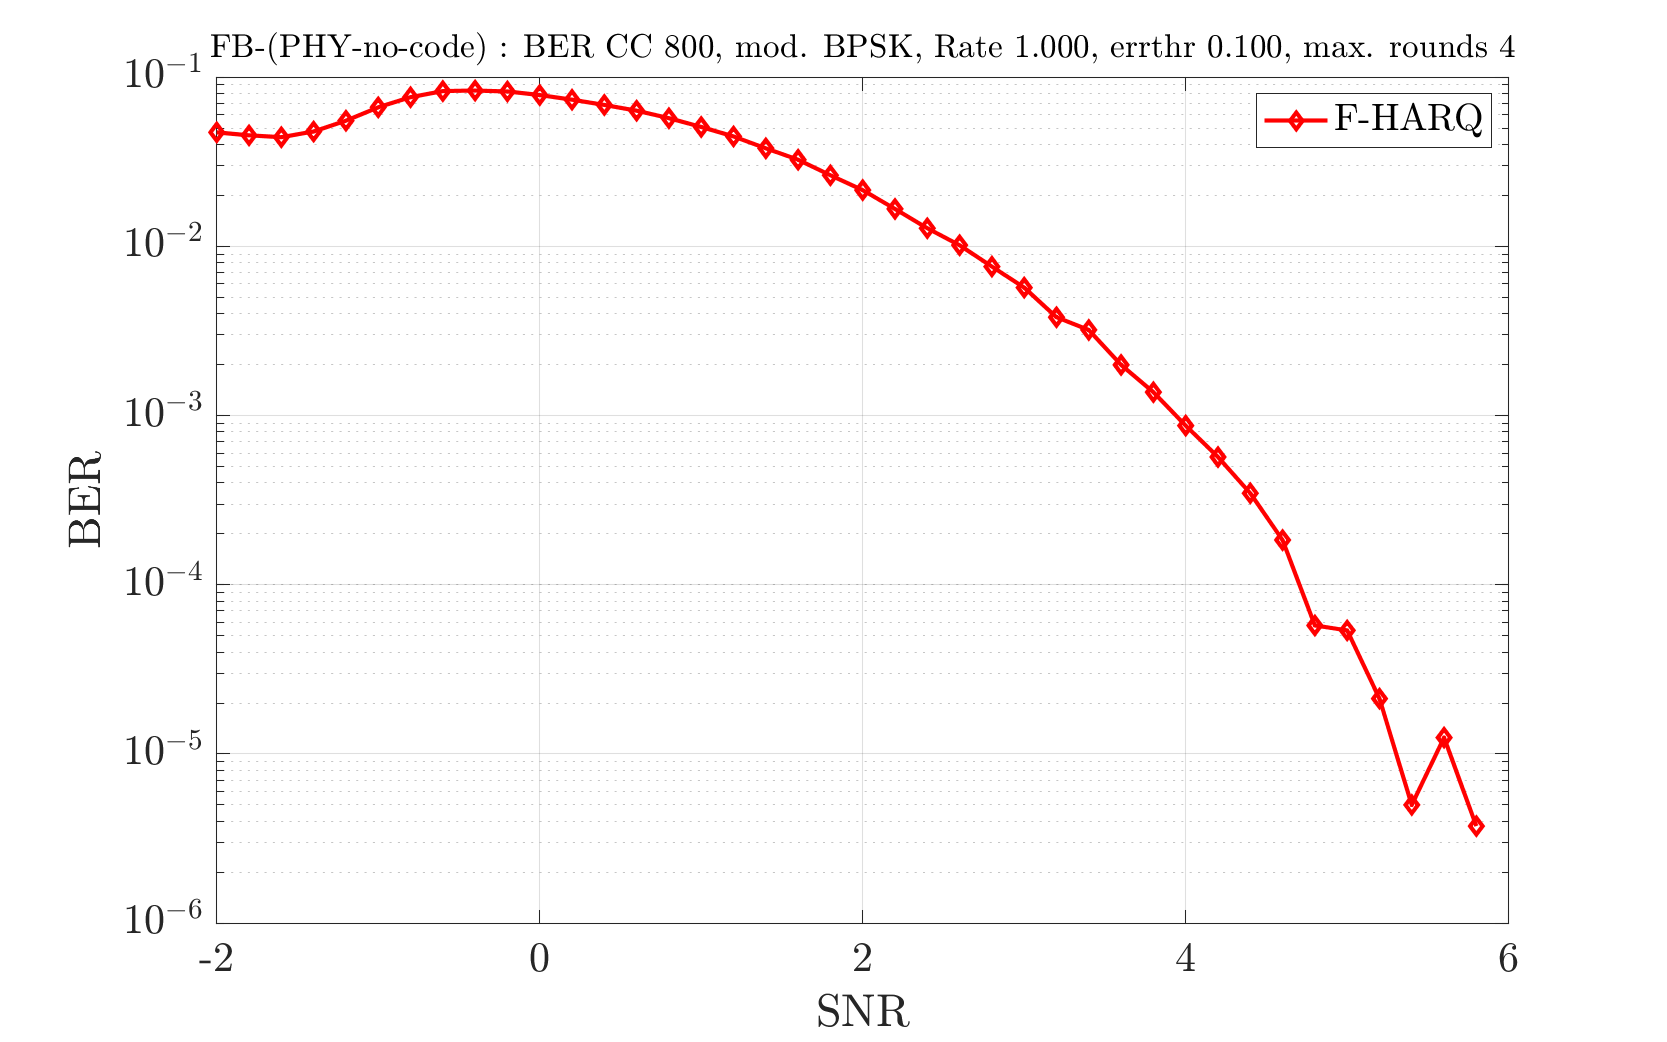 FB-(PHY-no-code) : BER CC 800, mod. BPSK, Rate 1.000, errthr 0.100, max. rounds 4
F-HARQ
10^{-1}
10^{-2}
10^{-3}
10^{-4}
10^{-5}
10^{-6}
BER
-2 0 2 4 6
SNR